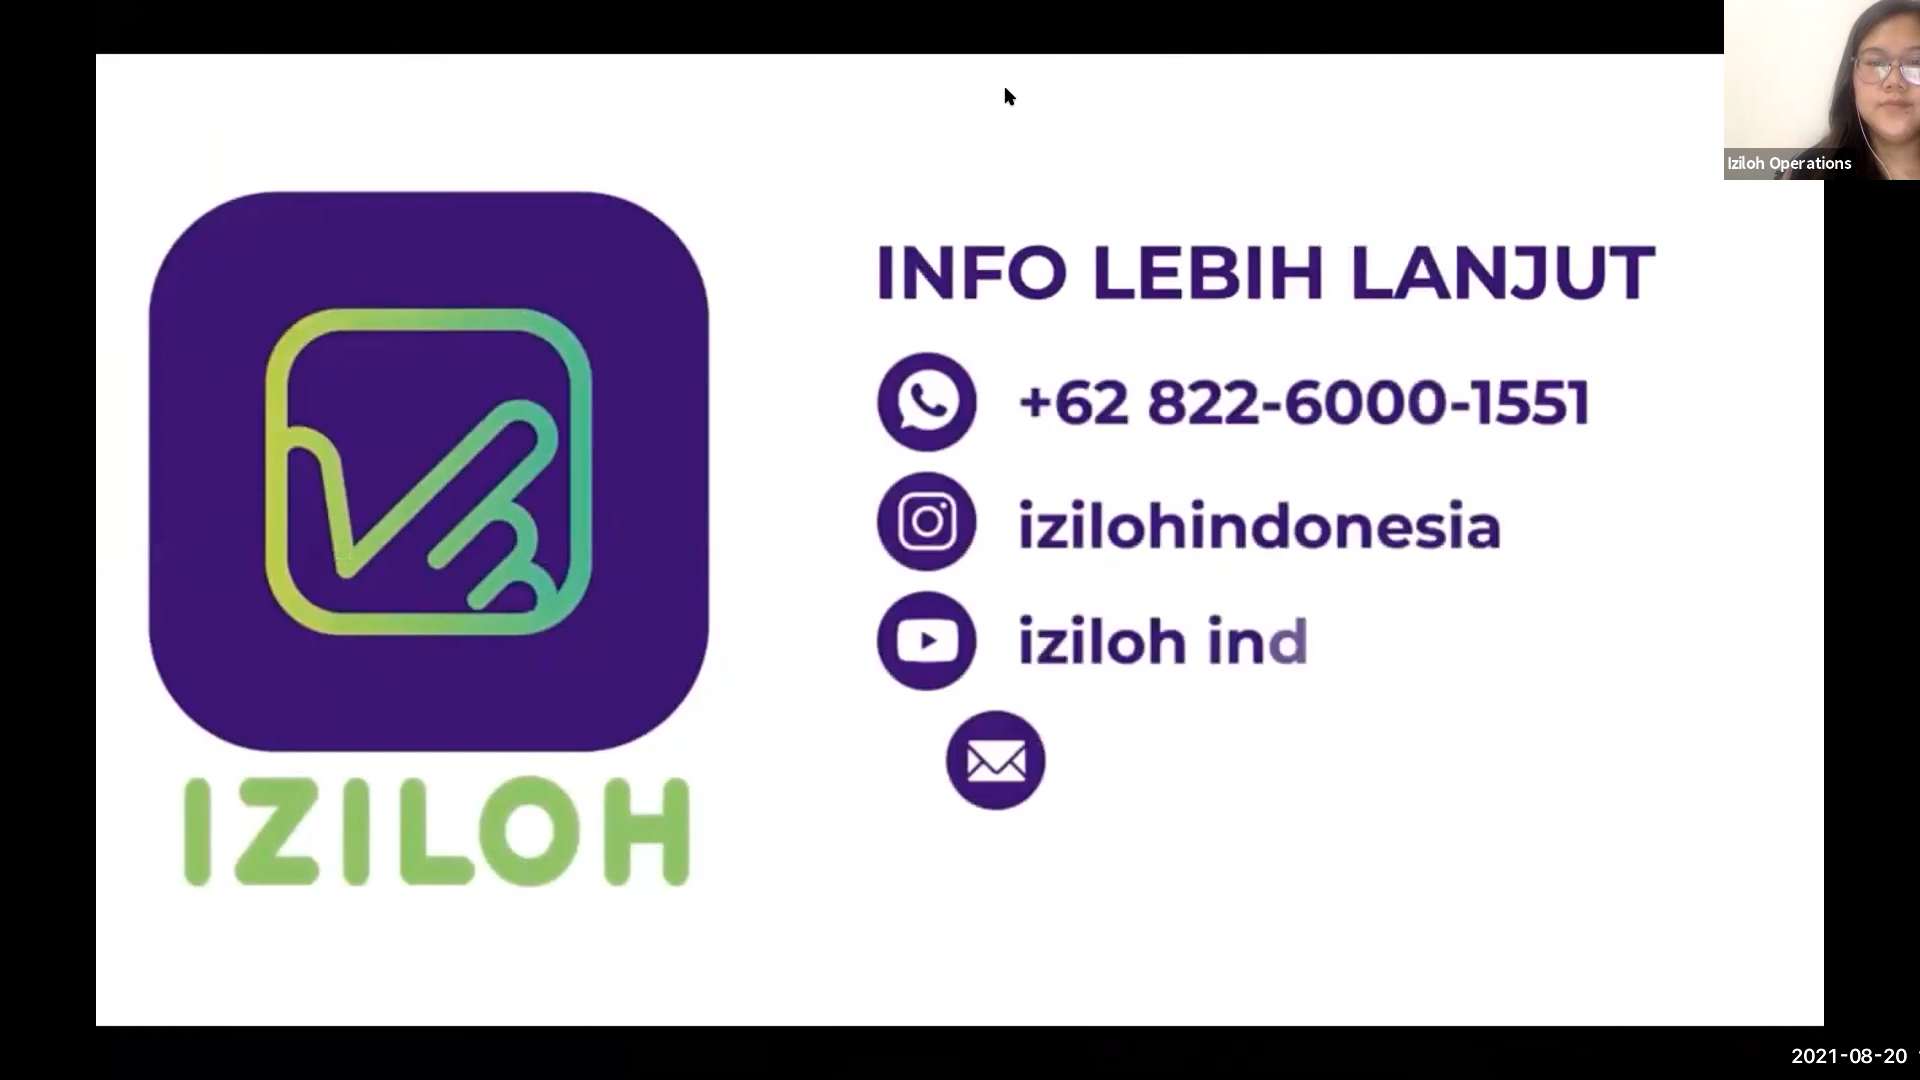 Iziloh Operations
INFO LEBIH LANJUT
+62 822-6000-1551
izilohindonesia
iziloh ind
IZILOH
2021-08-20